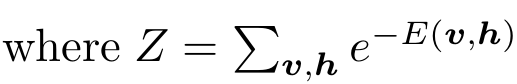 where Z = ∑_{v,h} e^{−E(v,h)}